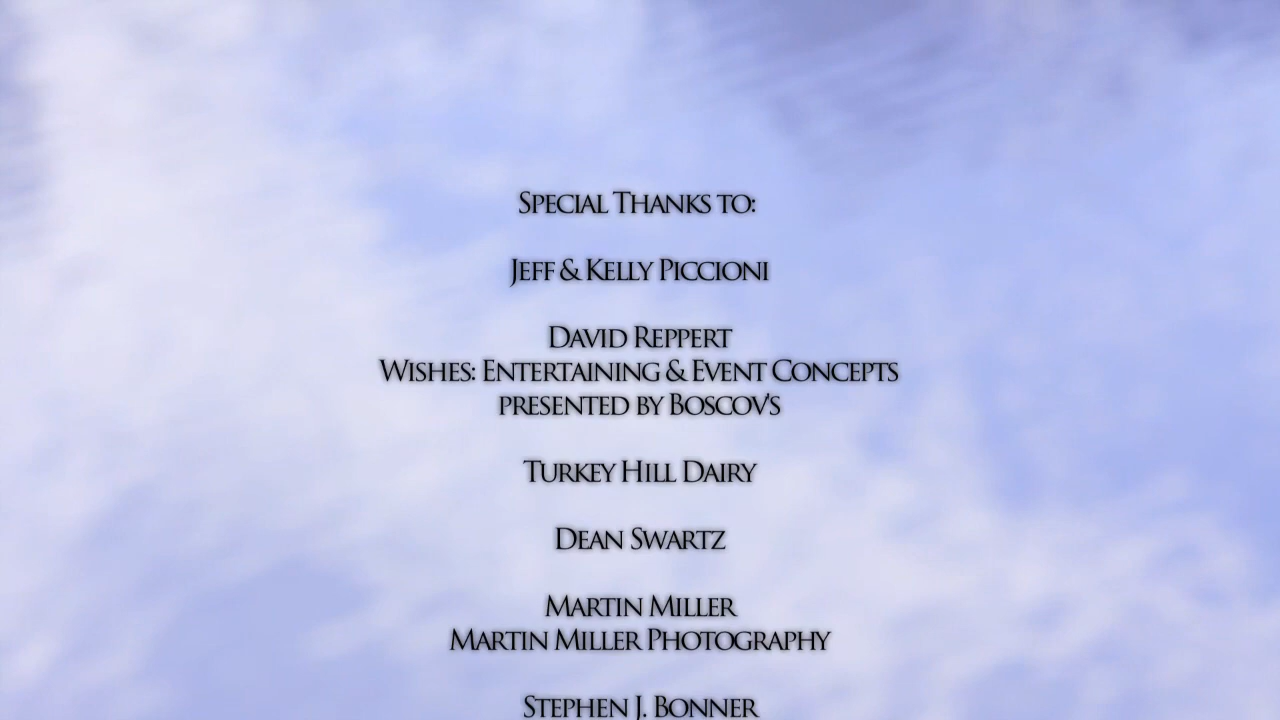 Special Thanks to:
Jeff & Kelly Piccioni
David Reppert
Wishes: Entertaining & Event Concepts
presented by Boscov's
Turkey Hill Dairy
Dean Swartz
Martin Miller
Martin Miller Photography
Stephen J. Bonner